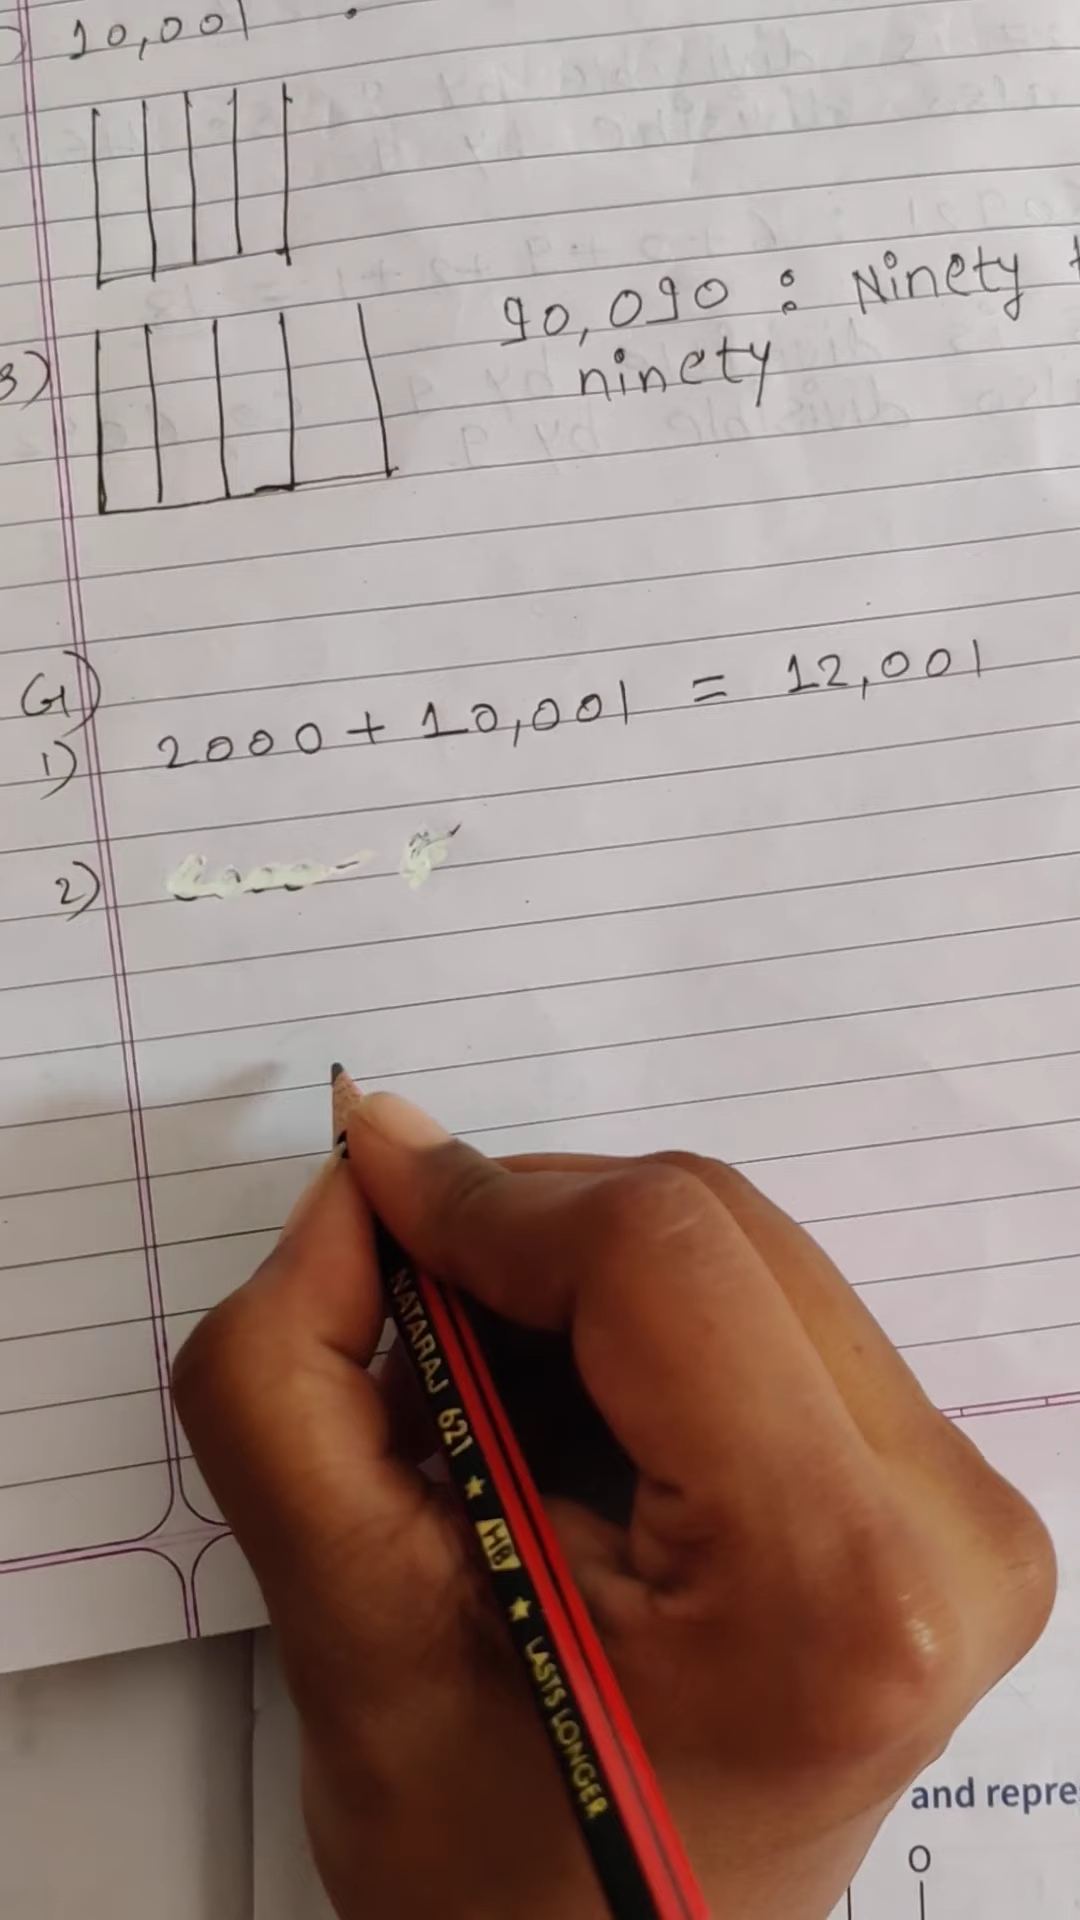 10,001
3) 90,090 : Ninety
ninety
G)
1) 2000 + 10,001 = 12,001
2)
NATARAJ 621 ★ HB ★ LASTS LONGER
and repre
O